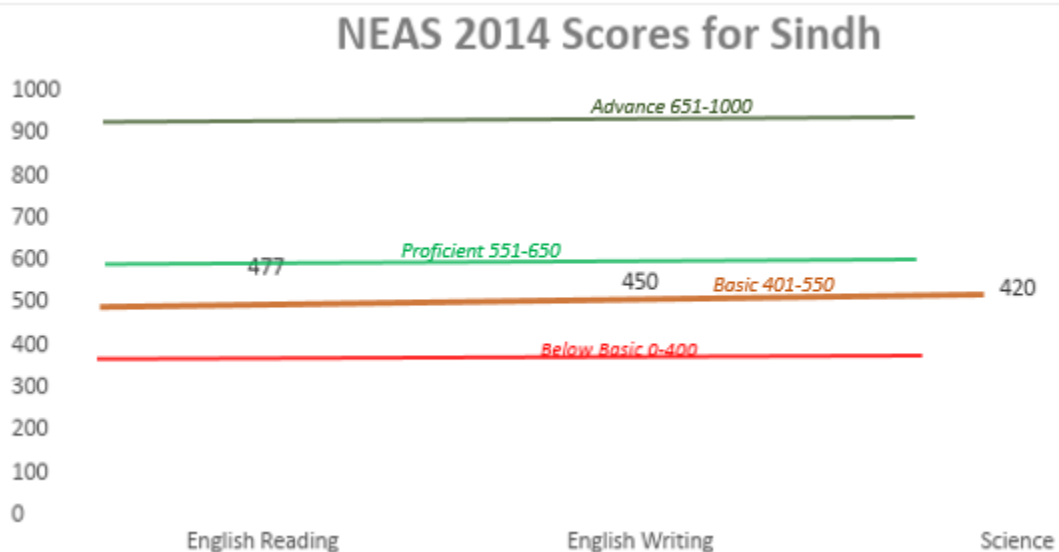 NEAS 2014 Scores for Sindh
1000
Advance 651-1000
900
800
700
600
Proficient 551-650
477
450
Basic 401-550
420
500
400
Below Basic 0-400
300
200
100
0
English Reading
English Writing
Science